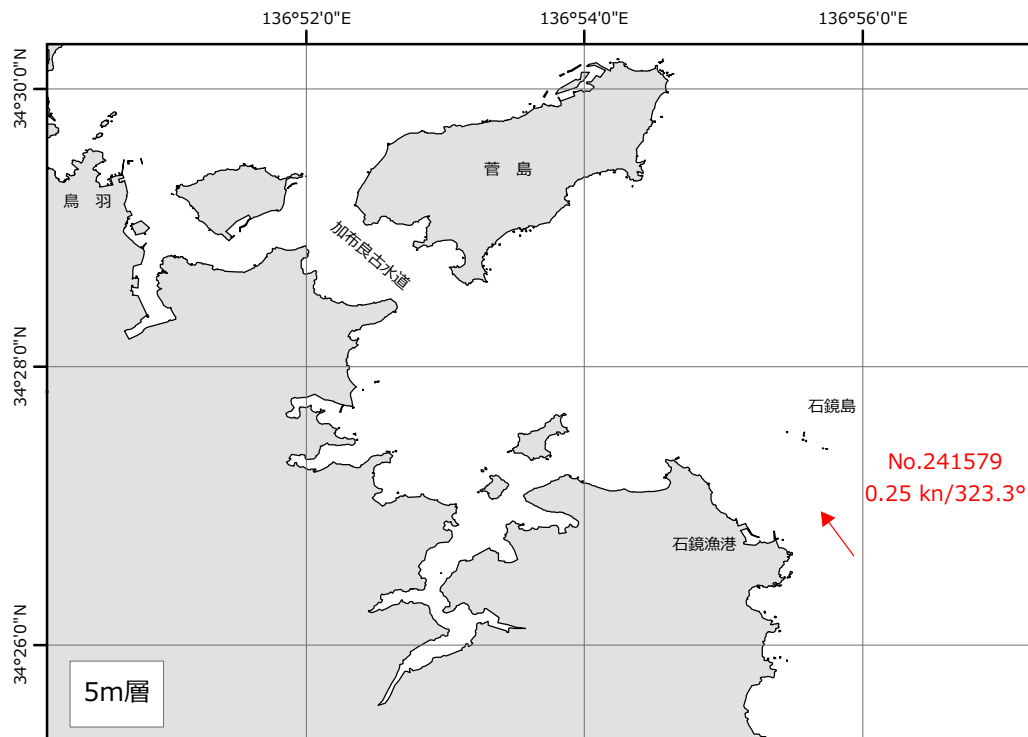 136°52'0"E
136°54'0"E
136°56'0"E
34°30'0"N
菅 島
鳥 羽
加布良古水道
34°28'0"N
石鏡島
No.241579
0.25 kn/323.3°
石鏡漁港
34°26'0"N
5m層